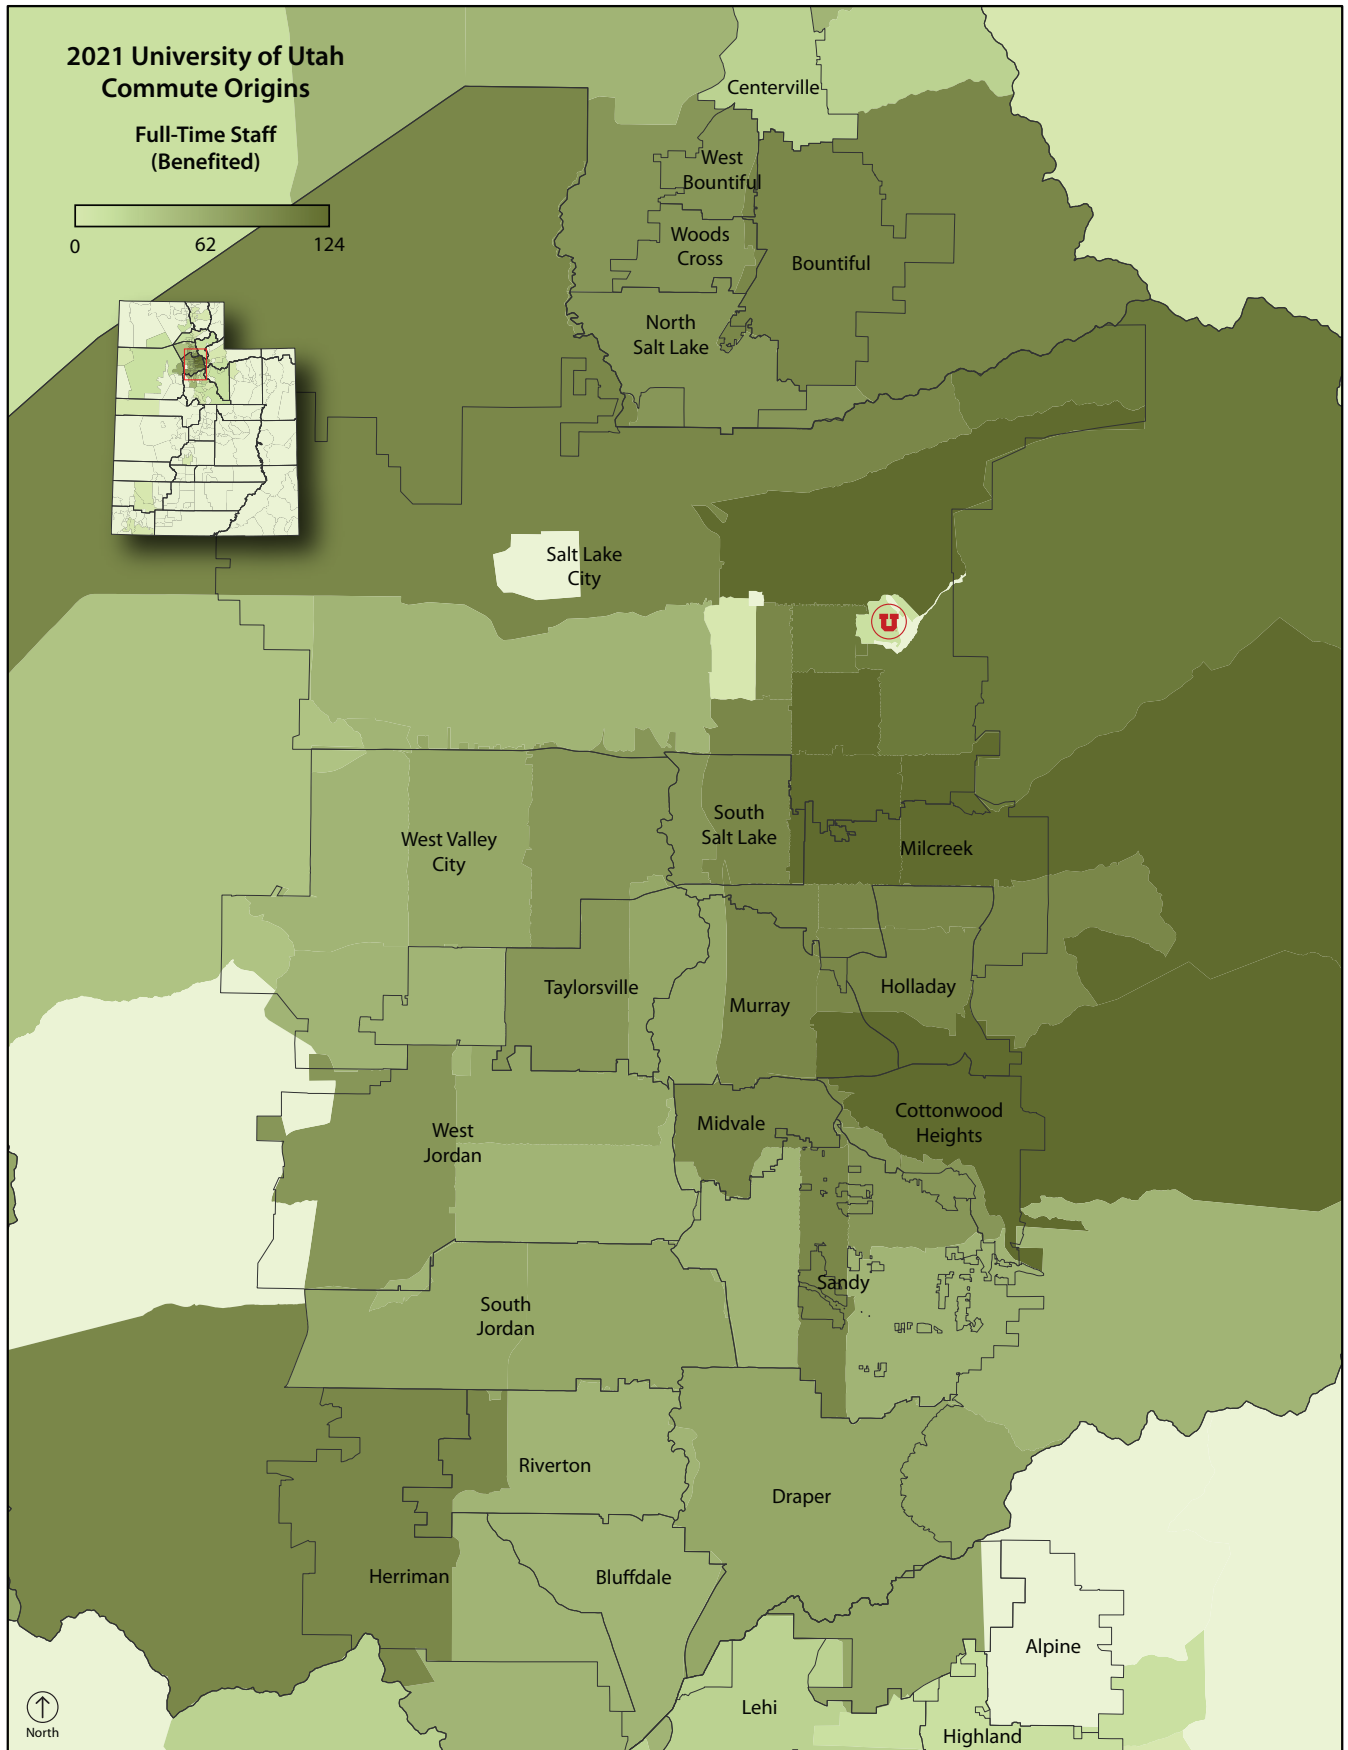 2021 University of Utah
Commute Origins
Full-Time Staff
(Benefited)
0 62 124
Centerville
West
Bountiful
Woods
Cross
Bountiful
North
Salt Lake
Salt Lake
City
U
South
Salt Lake
West Valley
City
Milcreek
Taylorsville
Holladay
Murray
Cottonwood
Heights
Midvale
West
Jordan
Sandy
South
Jordan
Riverton
Draper
Herriman
Bluffdale
Alpine
Lehi
Highland
North